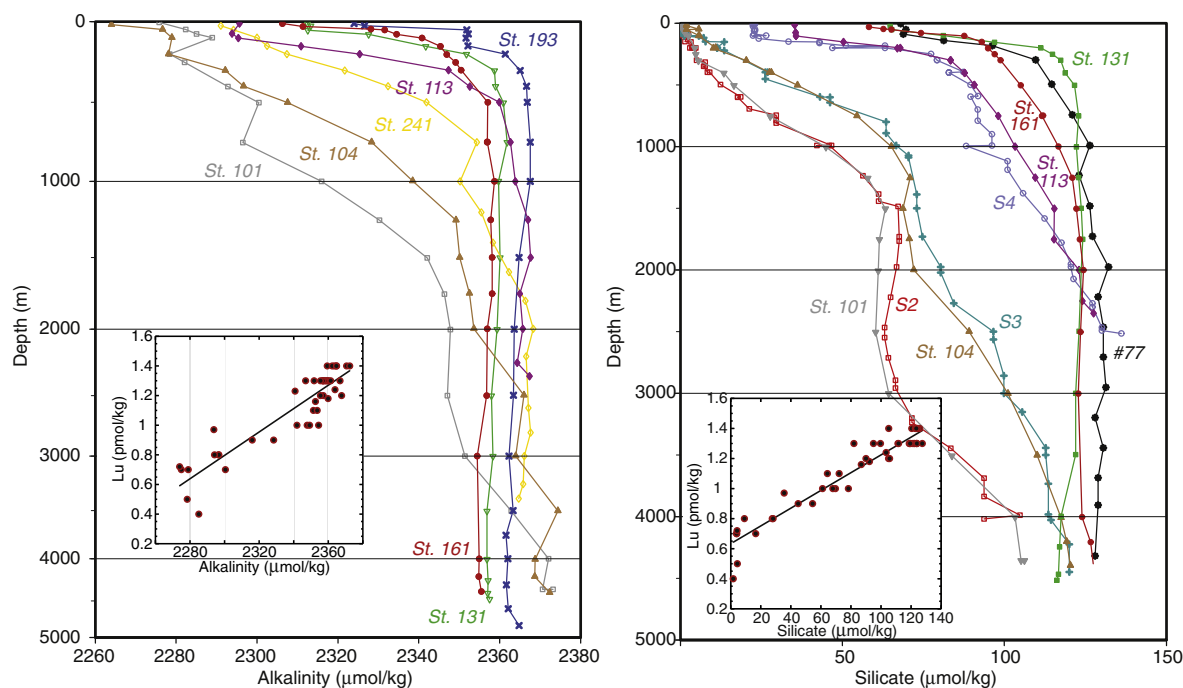 0
1000
2000
3000
4000
5000
Depth (m)
2260 2280 2300 2320 2340 2360 2380
Alkalinity (μmol/kg)
St. 193
St. 113
St. 241
St. 104
St. 101
St. 161
St. 131
1.6
1.4
1.2
1
0.8
0.6
0.4
0.2
Lu (pmol/kg)
2280 2320 2360
Alkalinity (μmol/kg)
0
1000
2000
3000
4000
5000
Depth (m)
50 100 150
Silicate (μmol/kg)
St. 131
St.
161
St.
113
S4
S2
St. 101
S3
St. 104
#77
1.6
1.4
1.2
1.0
0.8
0.6
0.4
0.2
Lu (pmol/kg)
0 20 40 60 80 100 120 140
Silicate (μmol/kg)